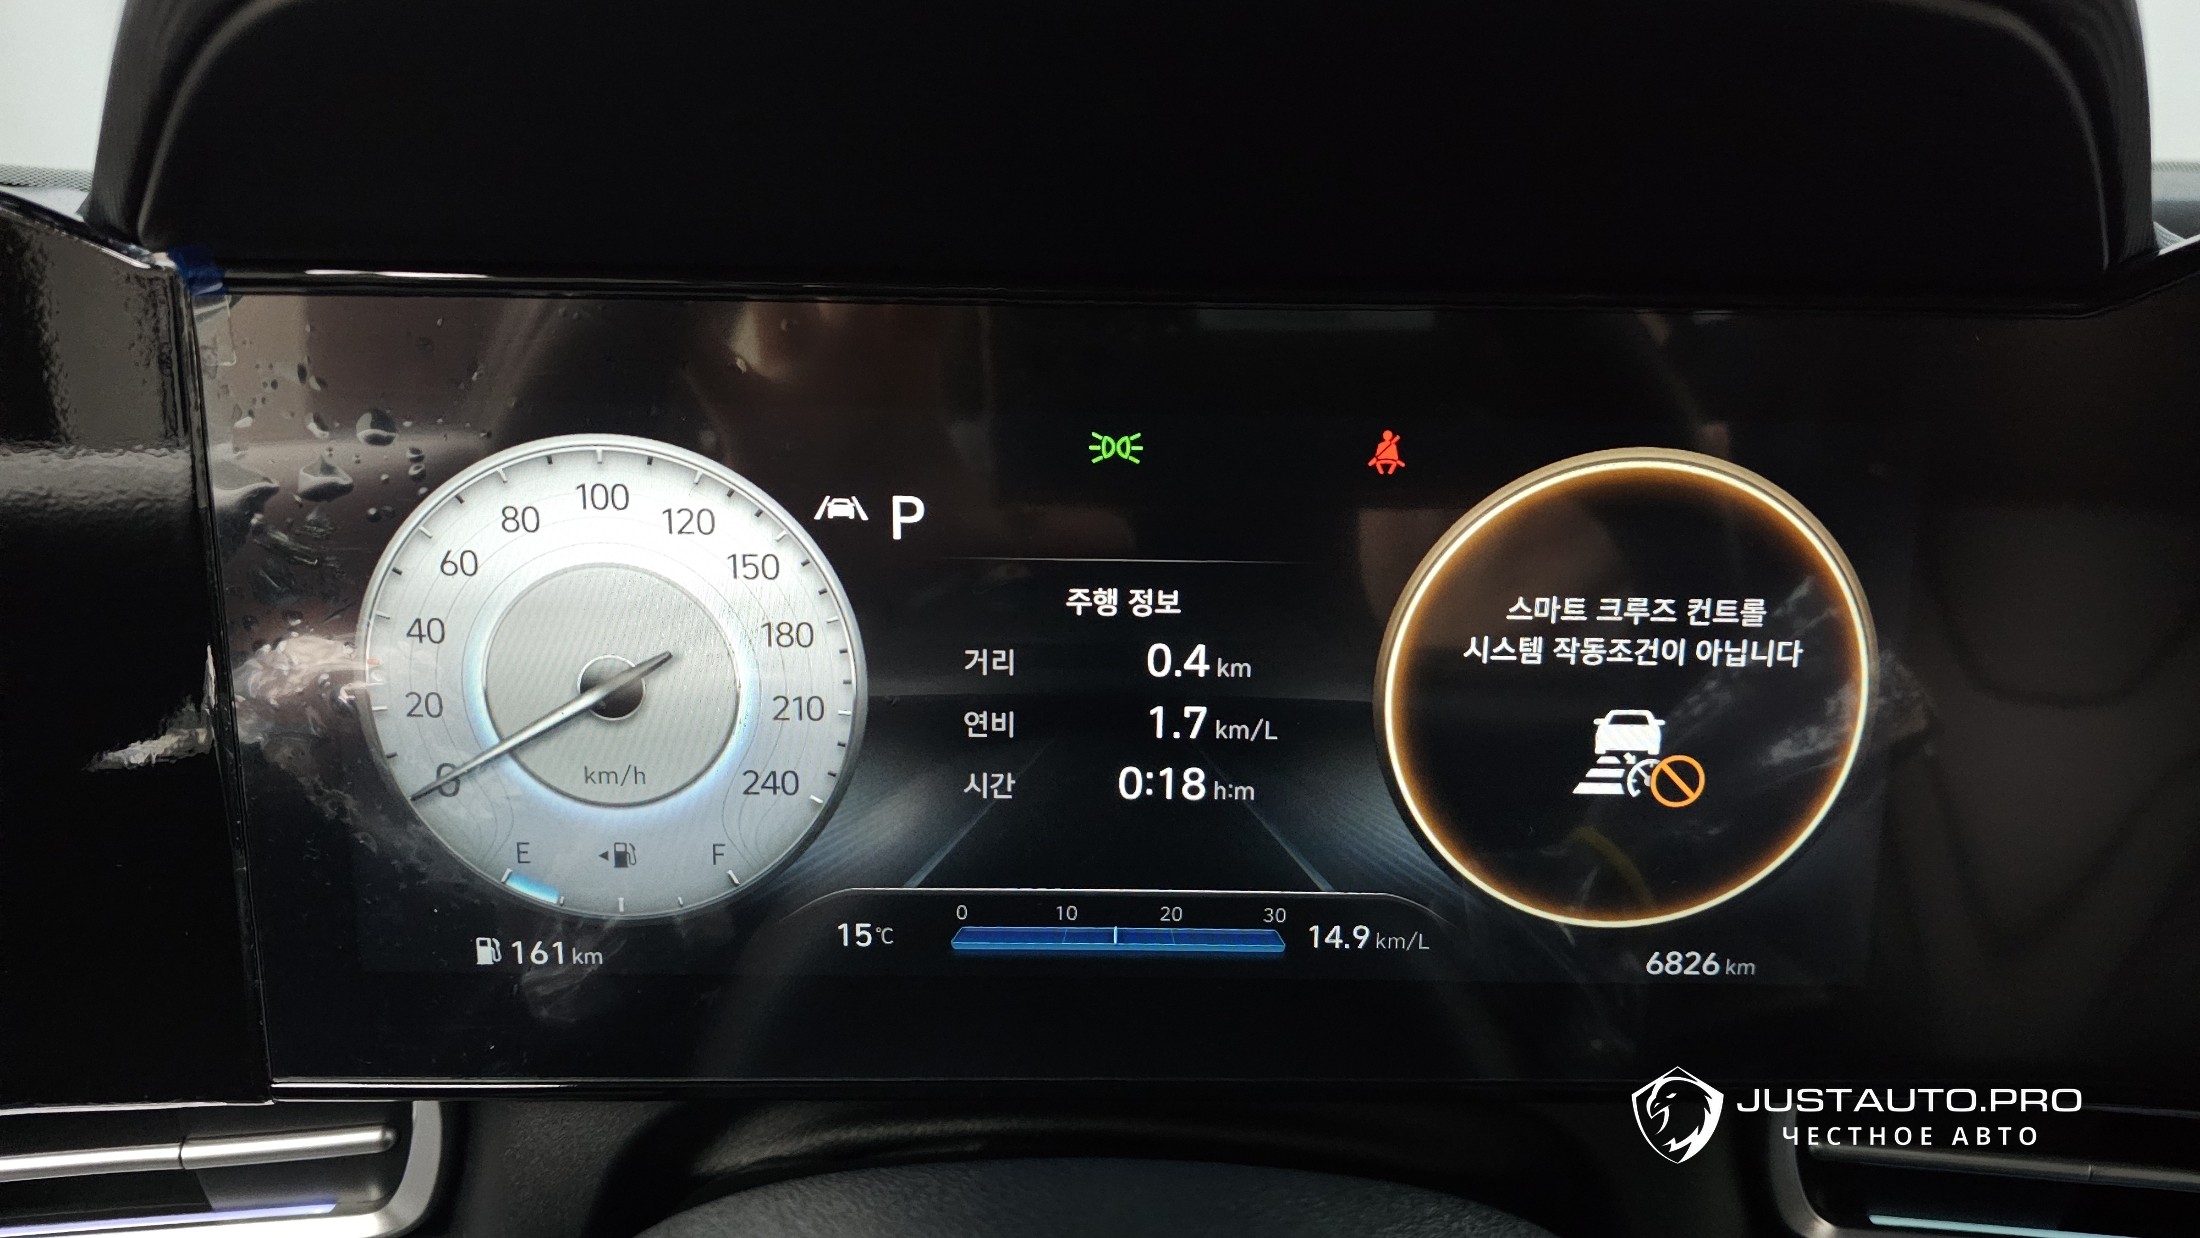 100
80
120
60
150
40
180
20
210
0
240
km/h
E
F
161 km
P
주행 정보
거리 0.4 km
연비 1.7 km/L
시간 0:18 h:m
0 10 20 30
15℃
14.9 km/L
스마트 크루즈 컨트롤
시스템 작동조건이 아닙니다
6826 km
JUSTAUTO.PRO
ЧЕСТНОЕ АВТО